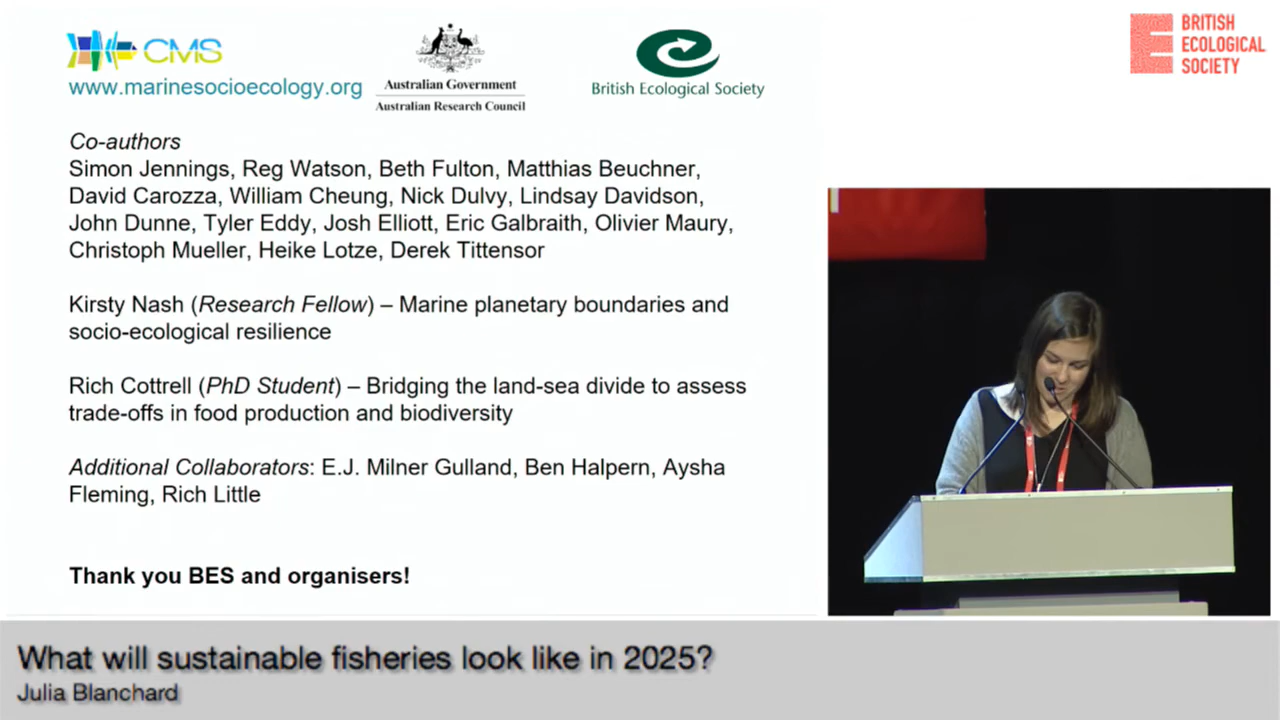 CMS
www.marinesocioecology.org
Australian Government
Australian Research Council
British Ecological Society
BRITISH
ECOLOGICAL
SOCIETY
Co-authors
Simon Jennings, Reg Watson, Beth Fulton, Matthias Beuchner,
David Carozza, William Cheung, Nick Dulvy, Lindsay Davidson,
John Dunne, Tyler Eddy, Josh Elliott, Eric Galbraith, Olivier Maury,
Christoph Mueller, Heike Lotze, Derek Tittensor
Kirsty Nash (Research Fellow) – Marine planetary boundaries and
socio-ecological resilience
Rich Cottrell (PhD Student) – Bridging the land-sea divide to assess
trade-offs in food production and biodiversity
Additional Collaborators: E.J. Milner Gulland, Ben Halpern, Aysha
Fleming, Rich Little
Thank you BES and organisers!
What will sustainable fisheries look like in 2025?
Julia Blanchard